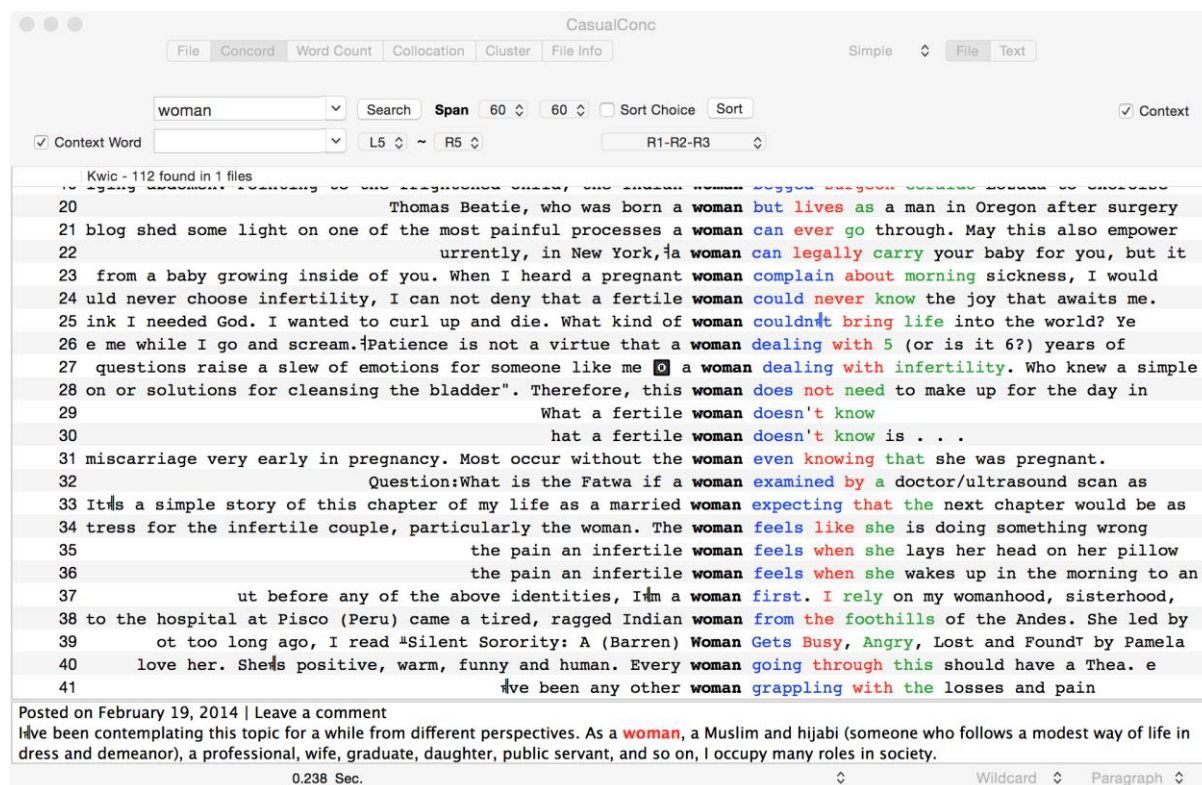 CasualConc
File Concord Word Count Collocation Cluster File Info Simple File Text
woman Search Span 60 60 Sort Choice Sort Context
Context Word L5 ~ R5 R1-R2-R3
Kwic - 112 found in 1 files
20 Thomas Beatie, who was born a woman but lives as a man in Oregon after surgery
21 blog shed some light on one of the most painful processes a woman can ever go through. May this also empower
22 urrently, in New York, a woman can legally carry your baby for you, but it
23 from a baby growing inside of you. When I heard a pregnant woman complain about morning sickness, I would
24 uld never choose infertility, I can not deny that a fertile woman could never know the joy that awaits me.
25 ink I needed God. I wanted to curl up and die. What kind of woman couldn t bring life into the world? Ye
26 e me while I go and scream. Patience is not a virtue that a woman dealing with 5 (or is it 6?) years of
27 questions raise a slew of emotions for someone like me a woman dealing with infertility. Who knew a simple
28 on or solutions for cleansing the bladder". Therefore, this woman does not need to make up for the day in
29 What a fertile woman doesn't know
30 hat a fertile woman doesn't know is . . .
31 miscarriage very early in pregnancy. Most occur without the woman even knowing that she was pregnant.
32 Question:What is the Fatwa if a woman examined by a doctor/ultrasound scan as
33 It s a simple story of this chapter of my life as a married woman expecting that the next chapter would be as
34 tress for the infertile couple, particularly the woman. The woman feels like she is doing something wrong
35 the pain an infertile woman feels when she lays her head on her pillow
36 the pain an infertile woman feels when she wakes up in the morning to an
37 ut before any of the above identities, I m a woman first. I rely on my womanhood, sisterhood,
38 to the hospital at Pisco (Peru) came a tired, ragged Indian woman from the foothills of the Andes. She led by
39 ot too long ago, I read Silent Sorority: A (Barren) Woman Gets Busy, Angry, Lost and Found by Pamela
40 love her. She s positive, warm, funny and human. Every woman going through this should have a Thea. e
41 ve been any other woman grappling with the losses and pain
Posted on February 19, 2014 | Leave a comment
I ve been contemplating this topic for a while from different perspectives. As a woman, a Muslim and hijabi (someone who follows a modest way of life in
dress and demeanor), a professional, wife, graduate, daughter, public servant, and so on, I occupy many roles in society.
0.238 Sec. Wildcard Paragraph